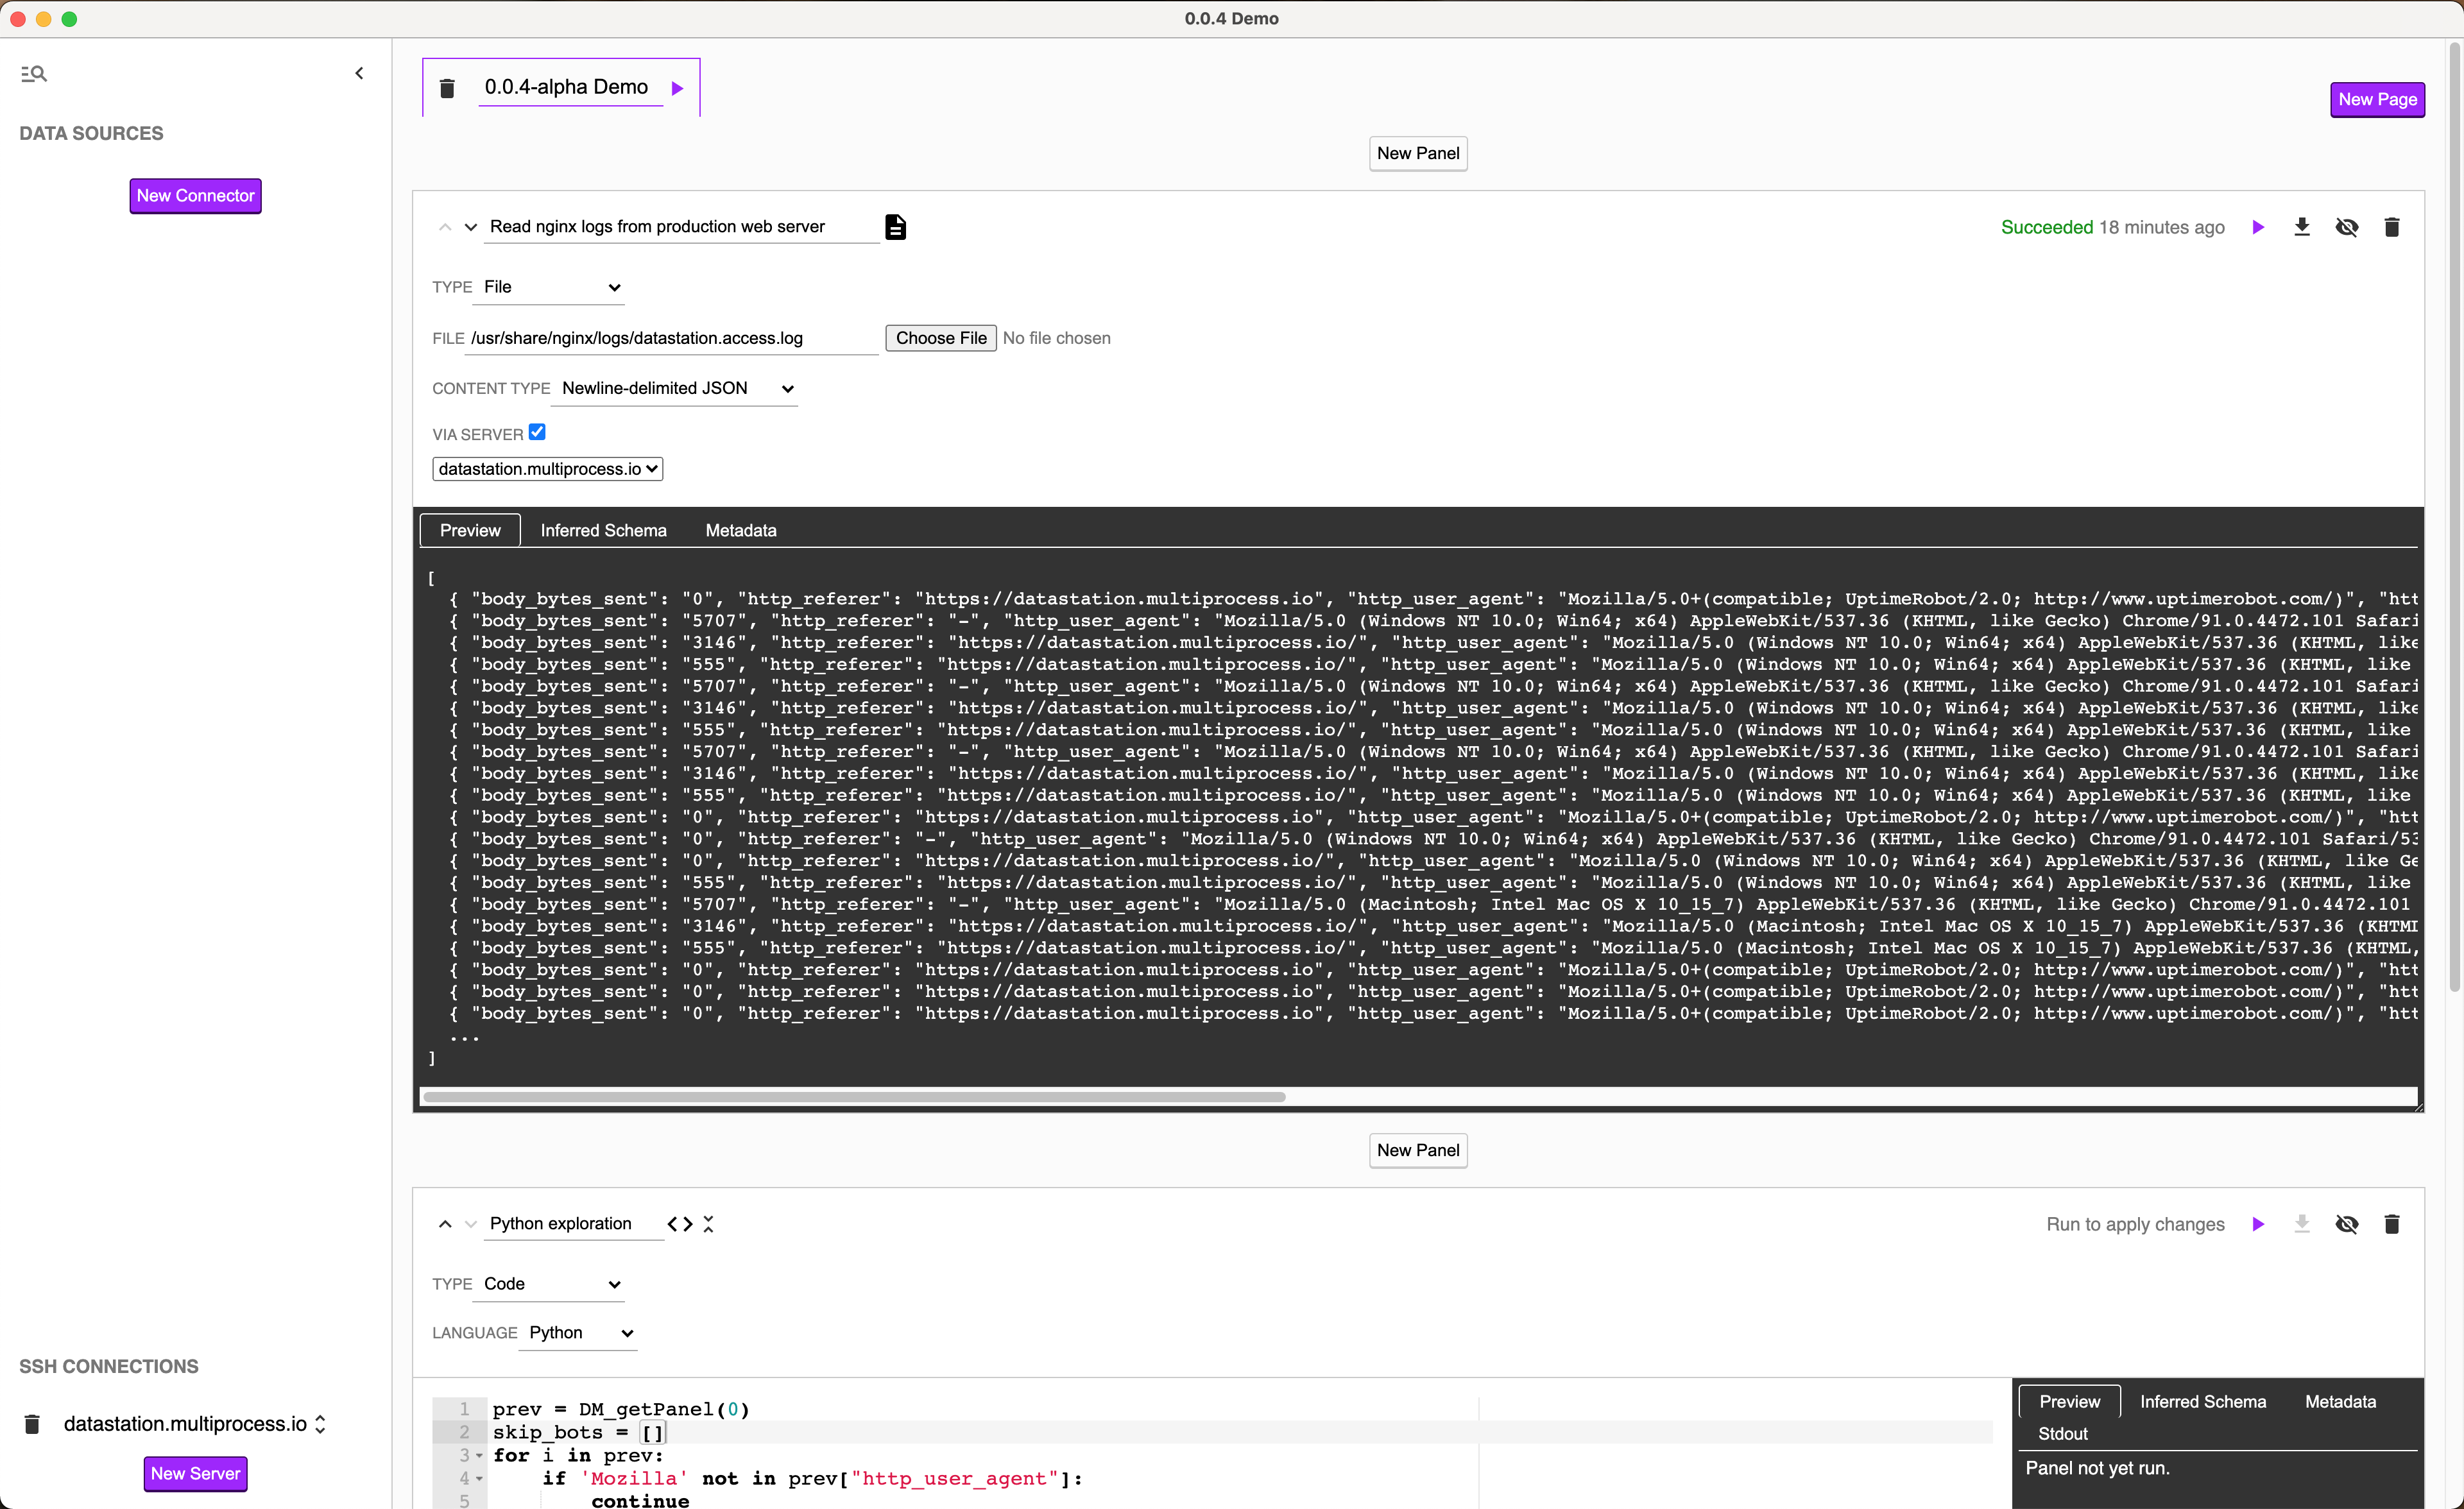 0.0.4 Demo
DATA SOURCES
New Connector
0.0.4-alpha Demo
New Page
New Panel
Read nginx logs from production web server
Succeeded 18 minutes ago
TYPE File
FILE /usr/share/nginx/logs/datastation.access.log Choose File No file chosen
CONTENT TYPE Newline-delimited JSON
VIA SERVER
datastation.multiprocess.io
Preview Inferred Schema Metadata
[
{ "body_bytes_sent": "0", "http_referer": "https://datastation.multiprocess.io", "http_user_agent": "Mozilla/5.0+(compatible; UptimeRobot/2.0; http://www.uptimerobot.com/)", "htt
{ "body_bytes_sent": "5707", "http_referer": "-", "http_user_agent": "Mozilla/5.0 (Windows NT 10.0; Win64; x64) AppleWebKit/537.36 (KHTML, like Gecko) Chrome/91.0.4472.101 Safari
{ "body_bytes_sent": "3146", "http_referer": "https://datastation.multiprocess.io/", "http_user_agent": "Mozilla/5.0 (Windows NT 10.0; Win64; x64) AppleWebKit/537.36 (KHTML, like
{ "body_bytes_sent": "555", "http_referer": "https://datastation.multiprocess.io/", "http_user_agent": "Mozilla/5.0 (Windows NT 10.0; Win64; x64) AppleWebKit/537.36 (KHTML, like
{ "body_bytes_sent": "5707", "http_referer": "-", "http_user_agent": "Mozilla/5.0 (Windows NT 10.0; Win64; x64) AppleWebKit/537.36 (KHTML, like Gecko) Chrome/91.0.4472.101 Safari
{ "body_bytes_sent": "3146", "http_referer": "https://datastation.multiprocess.io/", "http_user_agent": "Mozilla/5.0 (Windows NT 10.0; Win64; x64) AppleWebKit/537.36 (KHTML, like
{ "body_bytes_sent": "555", "http_referer": "https://datastation.multiprocess.io/", "http_user_agent": "Mozilla/5.0 (Windows NT 10.0; Win64; x64) AppleWebKit/537.36 (KHTML, like
{ "body_bytes_sent": "5707", "http_referer": "-", "http_user_agent": "Mozilla/5.0 (Windows NT 10.0; Win64; x64) AppleWebKit/537.36 (KHTML, like Gecko) Chrome/91.0.4472.101 Safari
{ "body_bytes_sent": "3146", "http_referer": "https://datastation.multiprocess.io/", "http_user_agent": "Mozilla/5.0 (Windows NT 10.0; Win64; x64) AppleWebKit/537.36 (KHTML, like
{ "body_bytes_sent": "555", "http_referer": "https://datastation.multiprocess.io/", "http_user_agent": "Mozilla/5.0 (Windows NT 10.0; Win64; x64) AppleWebKit/537.36 (KHTML, like
{ "body_bytes_sent": "0", "http_referer": "https://datastation.multiprocess.io", "http_user_agent": "Mozilla/5.0+(compatible; UptimeRobot/2.0; http://www.uptimerobot.com/)", "htt
{ "body_bytes_sent": "0", "http_referer": "-", "http_user_agent": "Mozilla/5.0 (Windows NT 10.0; Win64; x64) AppleWebKit/537.36 (KHTML, like Gecko) Chrome/91.0.4472.101 Safari/53
{ "body_bytes_sent": "0", "http_referer": "https://datastation.multiprocess.io/", "http_user_agent": "Mozilla/5.0 (Windows NT 10.0; Win64; x64) AppleWebKit/537.36 (KHTML, like Ge
{ "body_bytes_sent": "555", "http_referer": "https://datastation.multiprocess.io/", "http_user_agent": "Mozilla/5.0 (Windows NT 10.0; Win64; x64) AppleWebKit/537.36 (KHTML, like
{ "body_bytes_sent": "5707", "http_referer": "-", "http_user_agent": "Mozilla/5.0 (Macintosh; Intel Mac OS X 10_15_7) AppleWebKit/537.36 (KHTML, like Gecko) Chrome/91.0.4472.101
{ "body_bytes_sent": "3146", "http_referer": "https://datastation.multiprocess.io/", "http_user_agent": "Mozilla/5.0 (Macintosh; Intel Mac OS X 10_15_7) AppleWebKit/537.36 (KHTML
{ "body_bytes_sent": "555", "http_referer": "https://datastation.multiprocess.io/", "http_user_agent": "Mozilla/5.0 (Macintosh; Intel Mac OS X 10_15_7) AppleWebKit/537.36 (KHTML,
{ "body_bytes_sent": "0", "http_referer": "https://datastation.multiprocess.io", "http_user_agent": "Mozilla/5.0+(compatible; UptimeRobot/2.0; http://www.uptimerobot.com/)", "htt
{ "body_bytes_sent": "0", "http_referer": "https://datastation.multiprocess.io", "http_user_agent": "Mozilla/5.0+(compatible; UptimeRobot/2.0; http://www.uptimerobot.com/)", "htt
{ "body_bytes_sent": "0", "http_referer": "https://datastation.multiprocess.io", "http_user_agent": "Mozilla/5.0+(compatible; UptimeRobot/2.0; http://www.uptimerobot.com/)", "htt
...
]
New Panel
Python exploration
Run to apply changes
TYPE Code
LANGUAGE Python
1 prev = DM_getPanel(0)
2 skip_bots = []
3 for i in prev:
4 if 'Mozilla' not in prev["http_user_agent"]:
5 continue
Preview Inferred Schema Metadata
Stdout
Panel not yet run.
SSH CONNECTIONS
datastation.multiprocess.io
New Server